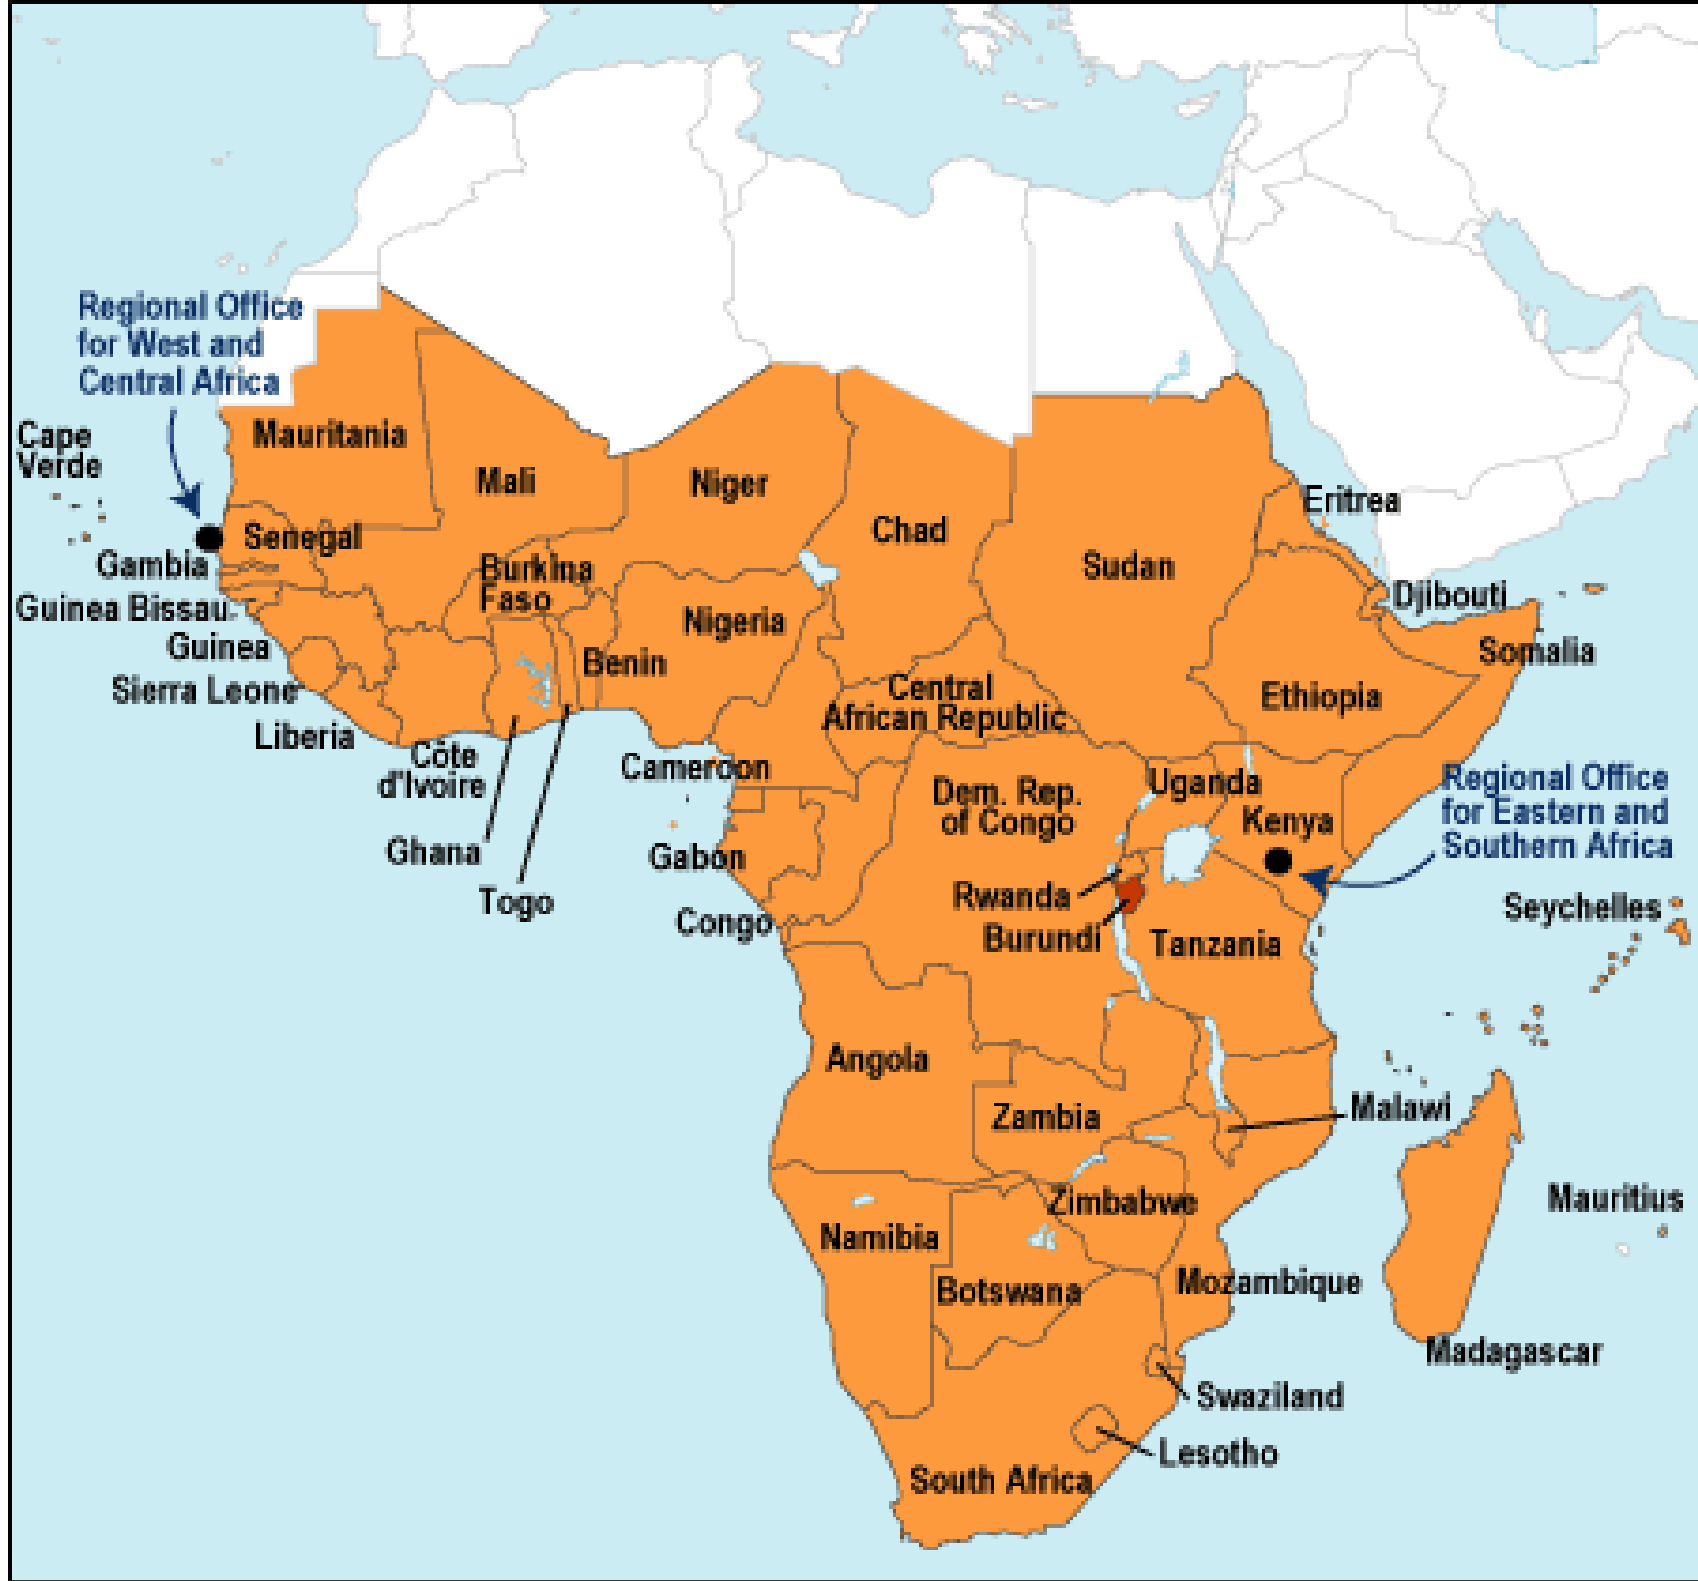 Regional Office
for West and
Central Africa
Cape
Verde
Mauritania
Mali
Niger
Chad
Sudan
Eritrea
Senegal
Gambia
Burkina
Faso
Djibouti
Guinea Bissau
Nigeria
Guinea
Benin
Somalia
Sierra Leone
Central
African Republic
Ethiopia
Liberia
Côte
d'Ivoire
Cameroon
Uganda
Regional Office
for Eastern and
Southern Africa
Dem. Rep.
of Congo
Kenya
Ghana
Gabon
Togo
Rwanda
Seychelles
Congo
Burundi
Tanzania
Angola
Zambia
Malawi
Zimbabwe
Mauritius
Namibia
Botswana
Mozambique
Madagascar
Swaziland
Lesotho
South Africa